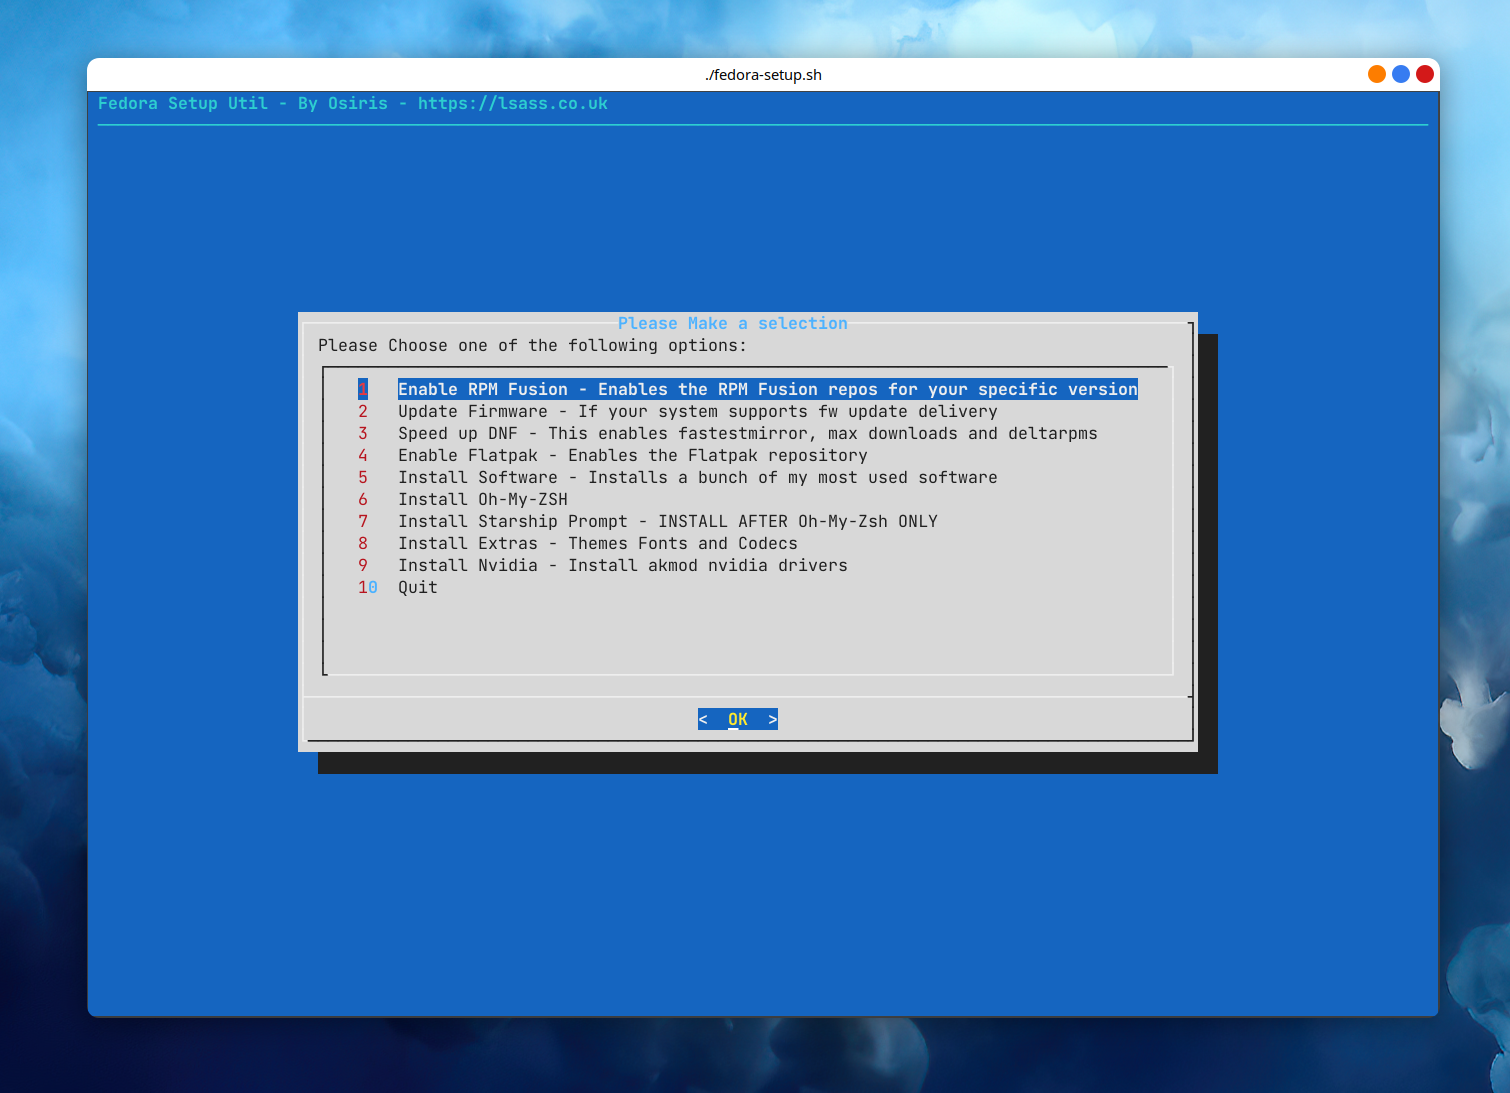 ./fedora-setup.sh
Fedora Setup Util - By Osiris - https://lsass.co.uk
Please Make a selection
Please Choose one of the following options:
1 Enable RPM Fusion - Enables the RPM Fusion repos for your specific version
2 Update Firmware - If your system supports fw update delivery
3 Speed up DNF - This enables fastestmirror, max downloads and deltarpms
4 Enable Flatpak - Enables the Flatpak repository
5 Install Software - Installs a bunch of my most used software
6 Install Oh-My-ZSH
7 Install Starship Prompt - INSTALL AFTER Oh-My-Zsh ONLY
8 Install Extras - Themes Fonts and Codecs
9 Install Nvidia - Install akmod nvidia drivers
10 Quit
< OK >